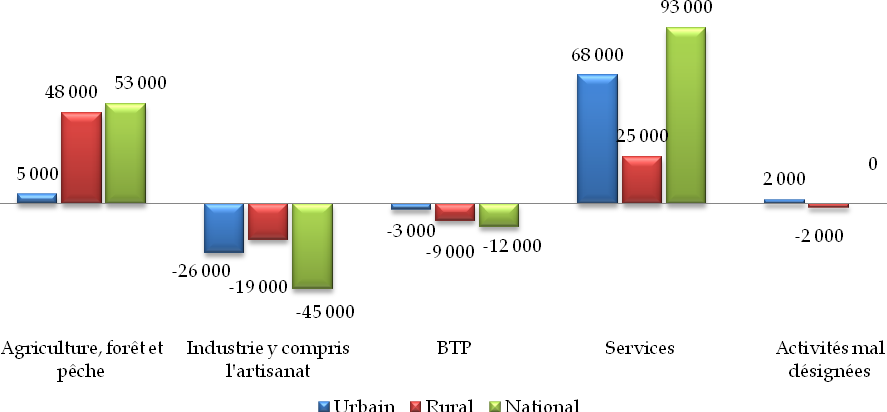 93 000
68 000
53 000
48 000
25 000
5 000
2 000
0
-3 000
-9 000
-12 000
-2 000
-26 000
-19 000
-45 000
Agriculture, forêt et
pêche
Industrie y compris
l'artisanat
BTP
Services
Activités mal
désignées
Urbain
Rural
National